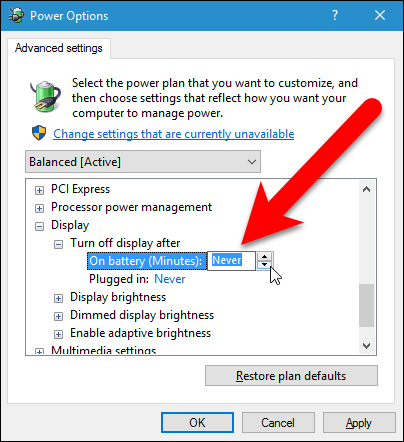 Power Options
Advanced settings
Select the power plan that you want to customize, and
then choose settings that reflect how you want your
computer to manage power.
Change settings that are currently unavailable
Balanced [Active]
PCI Express
Processor power management
Display
Turn off display after
On battery (Minutes): Never
Plugged in: Never
Display brightness
Dimmed display brightness
Enable adaptive brightness
Multimedia settings
Restore plan defaults
OK Cancel Apply